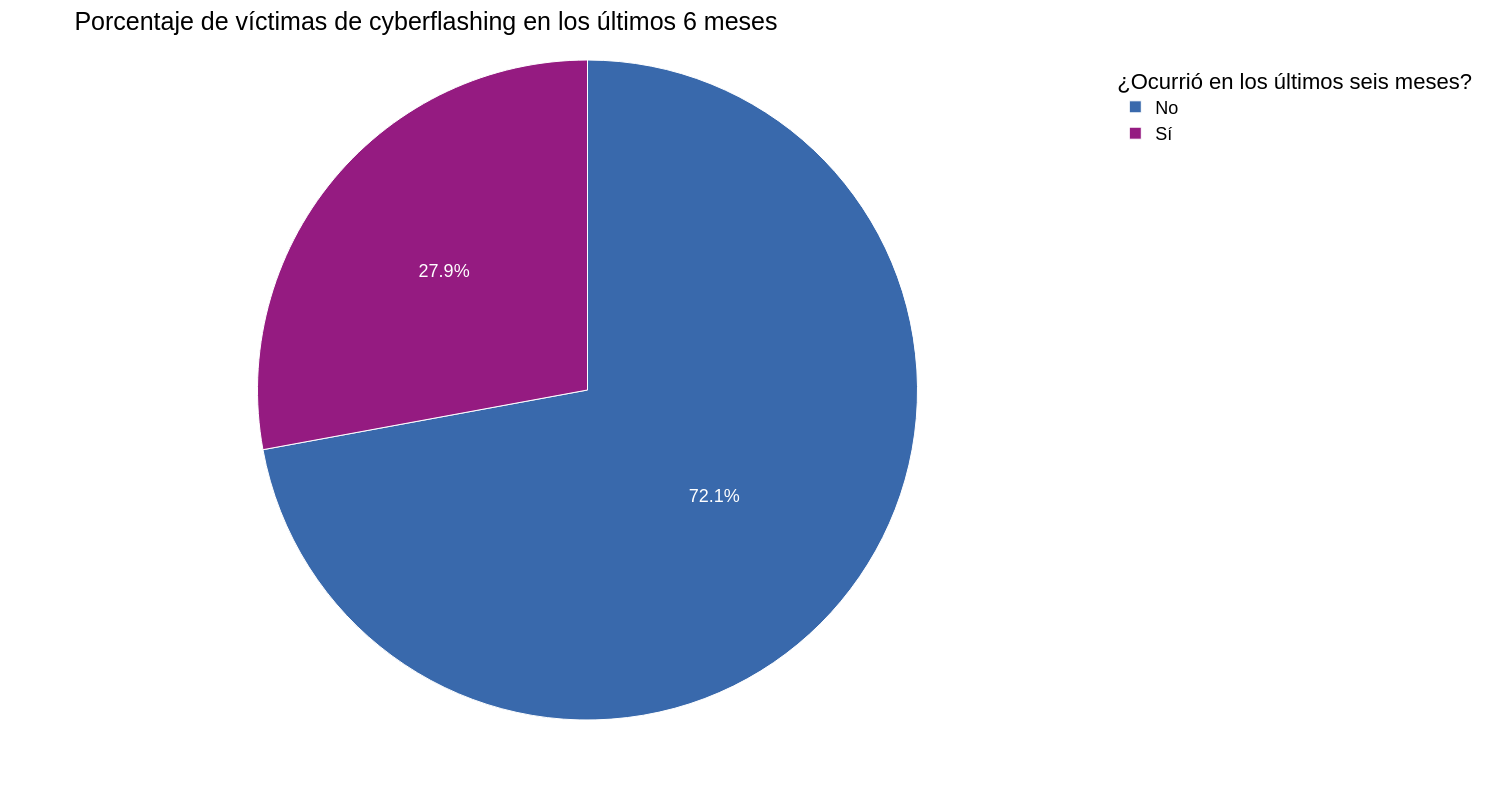 Porcentaje de víctimas de cyberflashing en los últimos 6 meses
¿Ocurrió en los últimos seis meses?
No
Sí
27.9%
72.1%